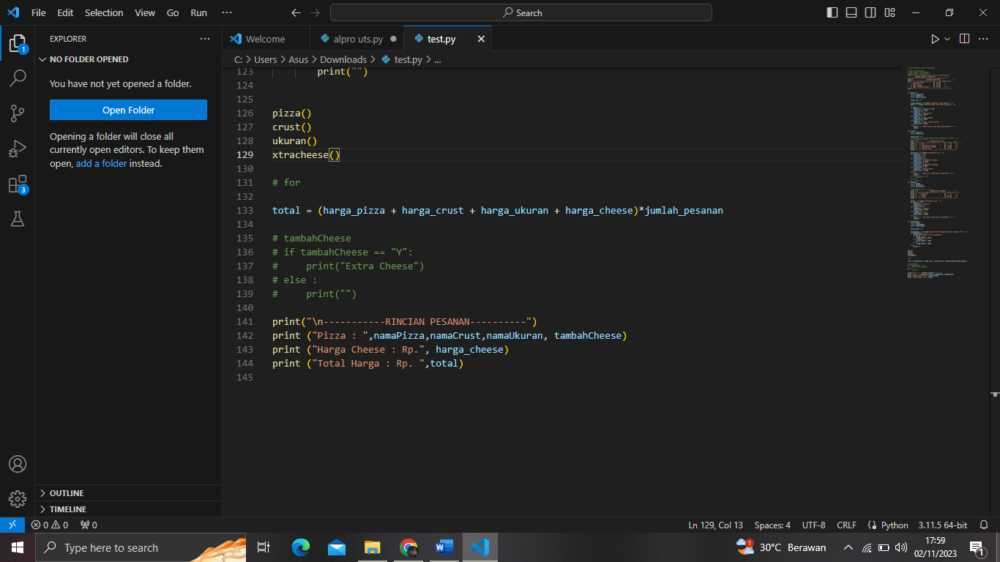 File Edit Selection View Go Run ···
Search
EXPLORER ···
Welcome
alpro uts.py
test.py
NO FOLDER OPENED
You have not yet opened a folder.
Open Folder
Opening a folder will close all
currently open editors. To keep them
open, add a folder instead.
OUTLINE
TIMELINE
1
3
C: > Users > Asus > Downloads > test.py > ...
123 print("")
124
125
126 pizza()
127 crust()
128 ukuran()
129 xtracheese()
130
131 # for
132
133 total = (harga_pizza + harga_crust + harga_ukuran + harga_cheese)*jumlah_pesanan
134
135 # tambahCheese
136 # if tambahCheese == "Y":
137 #     print("Extra Cheese")
138 # else :
139 #     print("")
140
141 print("\n-----------RINCIAN PESANAN----------")
142 print ("Pizza : ",namaPizza,namaCrust,namaUkuran, tambahCheese)
143 print ("Harga Cheese : Rp.", harga_cheese)
144 print ("Total Harga : Rp. ",total)
145
0 0 0
Ln 129, Col 13 Spaces: 4 UTF-8 CRLF Python 3.11.5 64-bit
Type here to search
1
30°C Berawan
17:59
02/11/2023
1